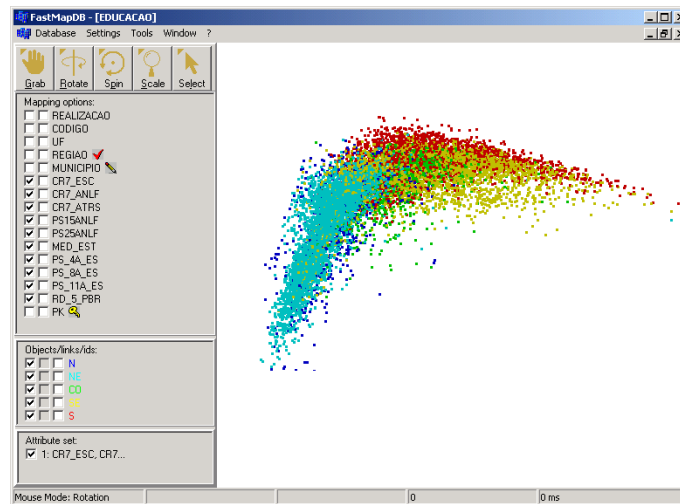 FastMapDB - [EDUCACAO]
Database Settings Tools Window ?
Grab Rotate Spin Scale Select
Mapping options:
REALIZACAO
CODIGO
UF
REGIAO
MUNICIPIO
CR7_ESC
CR7_ANLF
CR7_ATRS
PS15ANLF
PS25ANLF
MED_EST
PS_4A_ES
PS_8A_ES
PS_11A_ES
RD_5_PBR
PK
Objects/links/ids:
N
NE
CO
SE
S
Attribute set:
1: CR7_ESC, CR7...
Mouse Mode: Rotation 0 0 ms